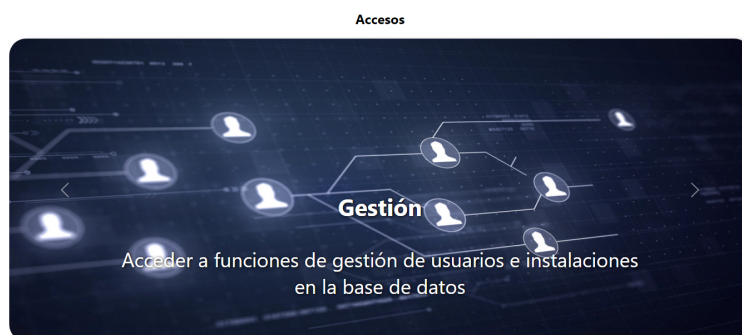 Accesos
Gestión
Acceder a funciones de gestión de usuarios e instalaciones
en la base de datos